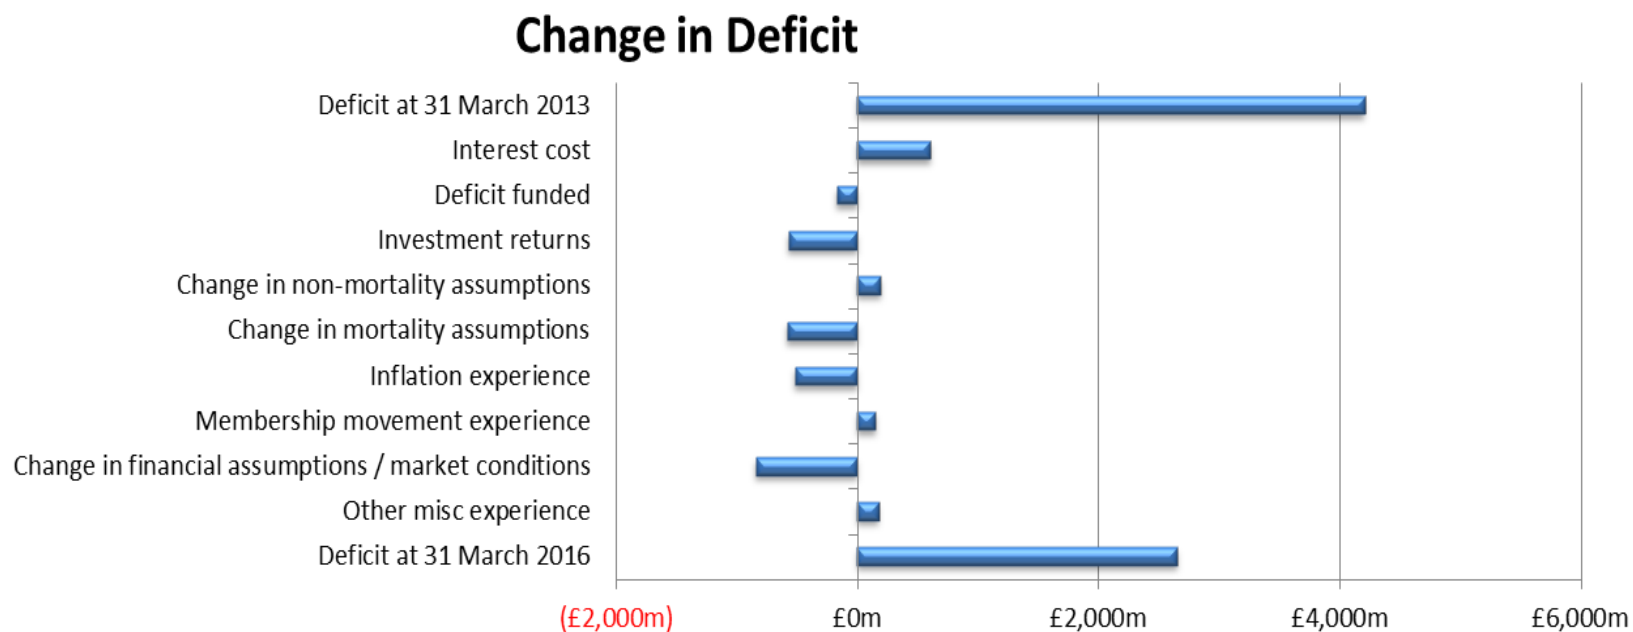 Change in Deficit
Deficit at 31 March 2013
Interest cost
Deficit funded
Investment returns
Change in non-mortality assumptions
Change in mortality assumptions
Inflation experience
Membership movement experience
Change in financial assumptions / market conditions
Other misc experience
Deficit at 31 March 2016
(£2,000m) £0m £2,000m £4,000m £6,000m